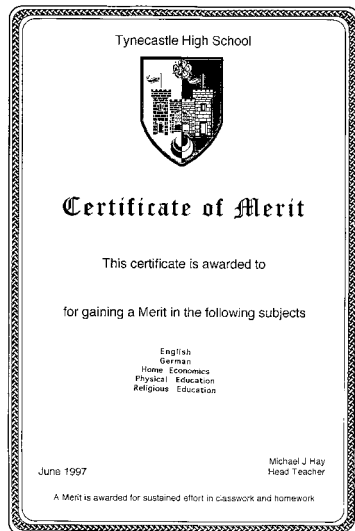 Tynecastle High School
Certificate of Merit
This certificate is awarded to
for gaining a Merit in the following subjects
English
German
Home Economics
Physical Education
Religious Education
Michael J Hay
June 1997
Head Teacher
A Merit is awarded for sustained effort in classwork and homework